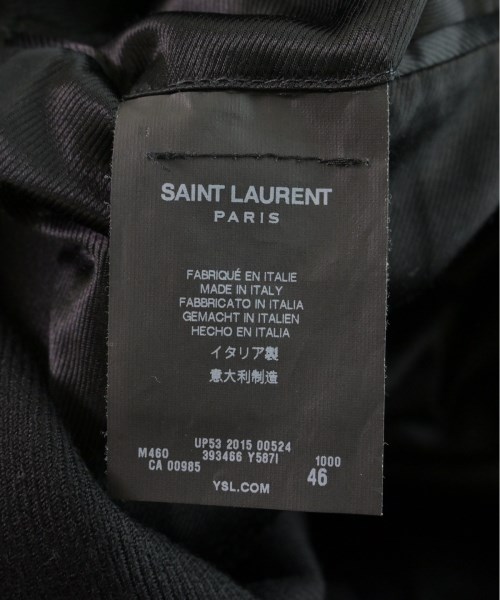 SAINT LAURENT
PARIS
FABRIQUÉ EN ITALIE
MADE IN ITALY
FABBRICATO IN ITALIA
GEMACHT IN ITALIEN
HECHO EN ITALIA
イタリア製
意大利制造
UP53 2015 00524
M460 393466 Y587I 1000
CA 00985 46
YSL.COM